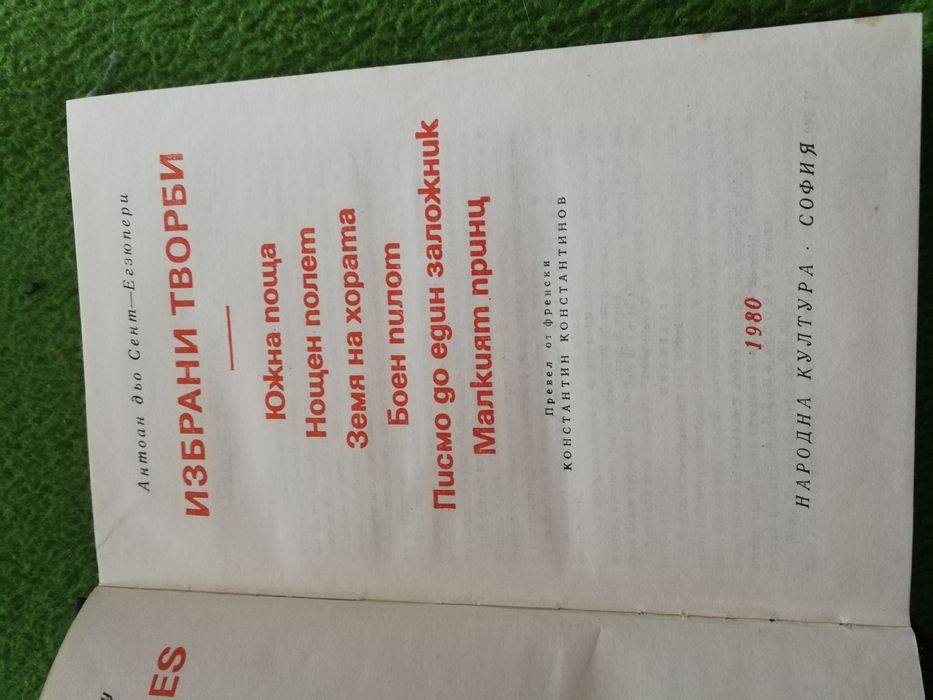 Антоан дьо Сент—Егзюпери
ИЗБРАНИ ТВОРБИ
Южна поща
Нощен полет
Земя на хората
Боен пилот
Писмо до един заложник
Малкият принц
Превел от френски
КОНСТАНТИН КОНСТАНТИНОВ
1980
НАРОДНА КУЛТУРА · СОФИЯ
ES